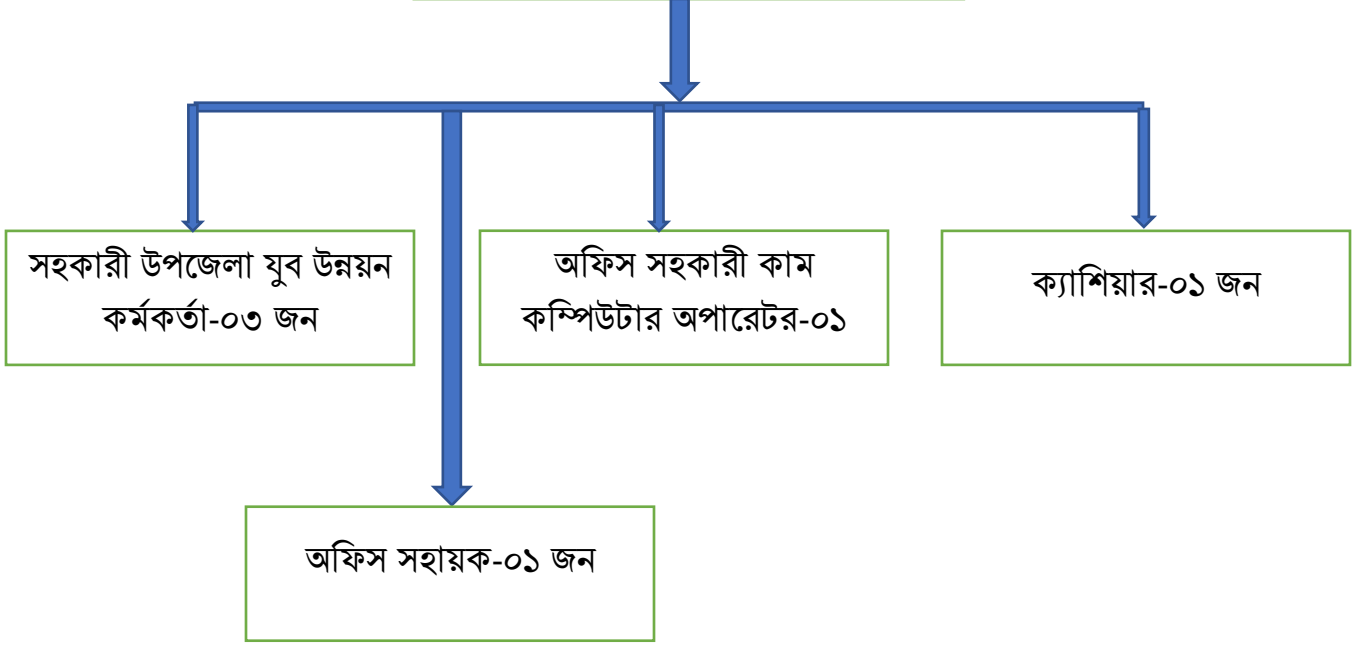 সহকারী উপজেলা যুব উন্নয়ন
কর্মকর্তা-০৩ জন
অফিস সহকারী কাম
কম্পিউটার অপারেটর-০১
ক্যাশিয়ার-০১ জন
অফিস সহায়ক-০১ জন